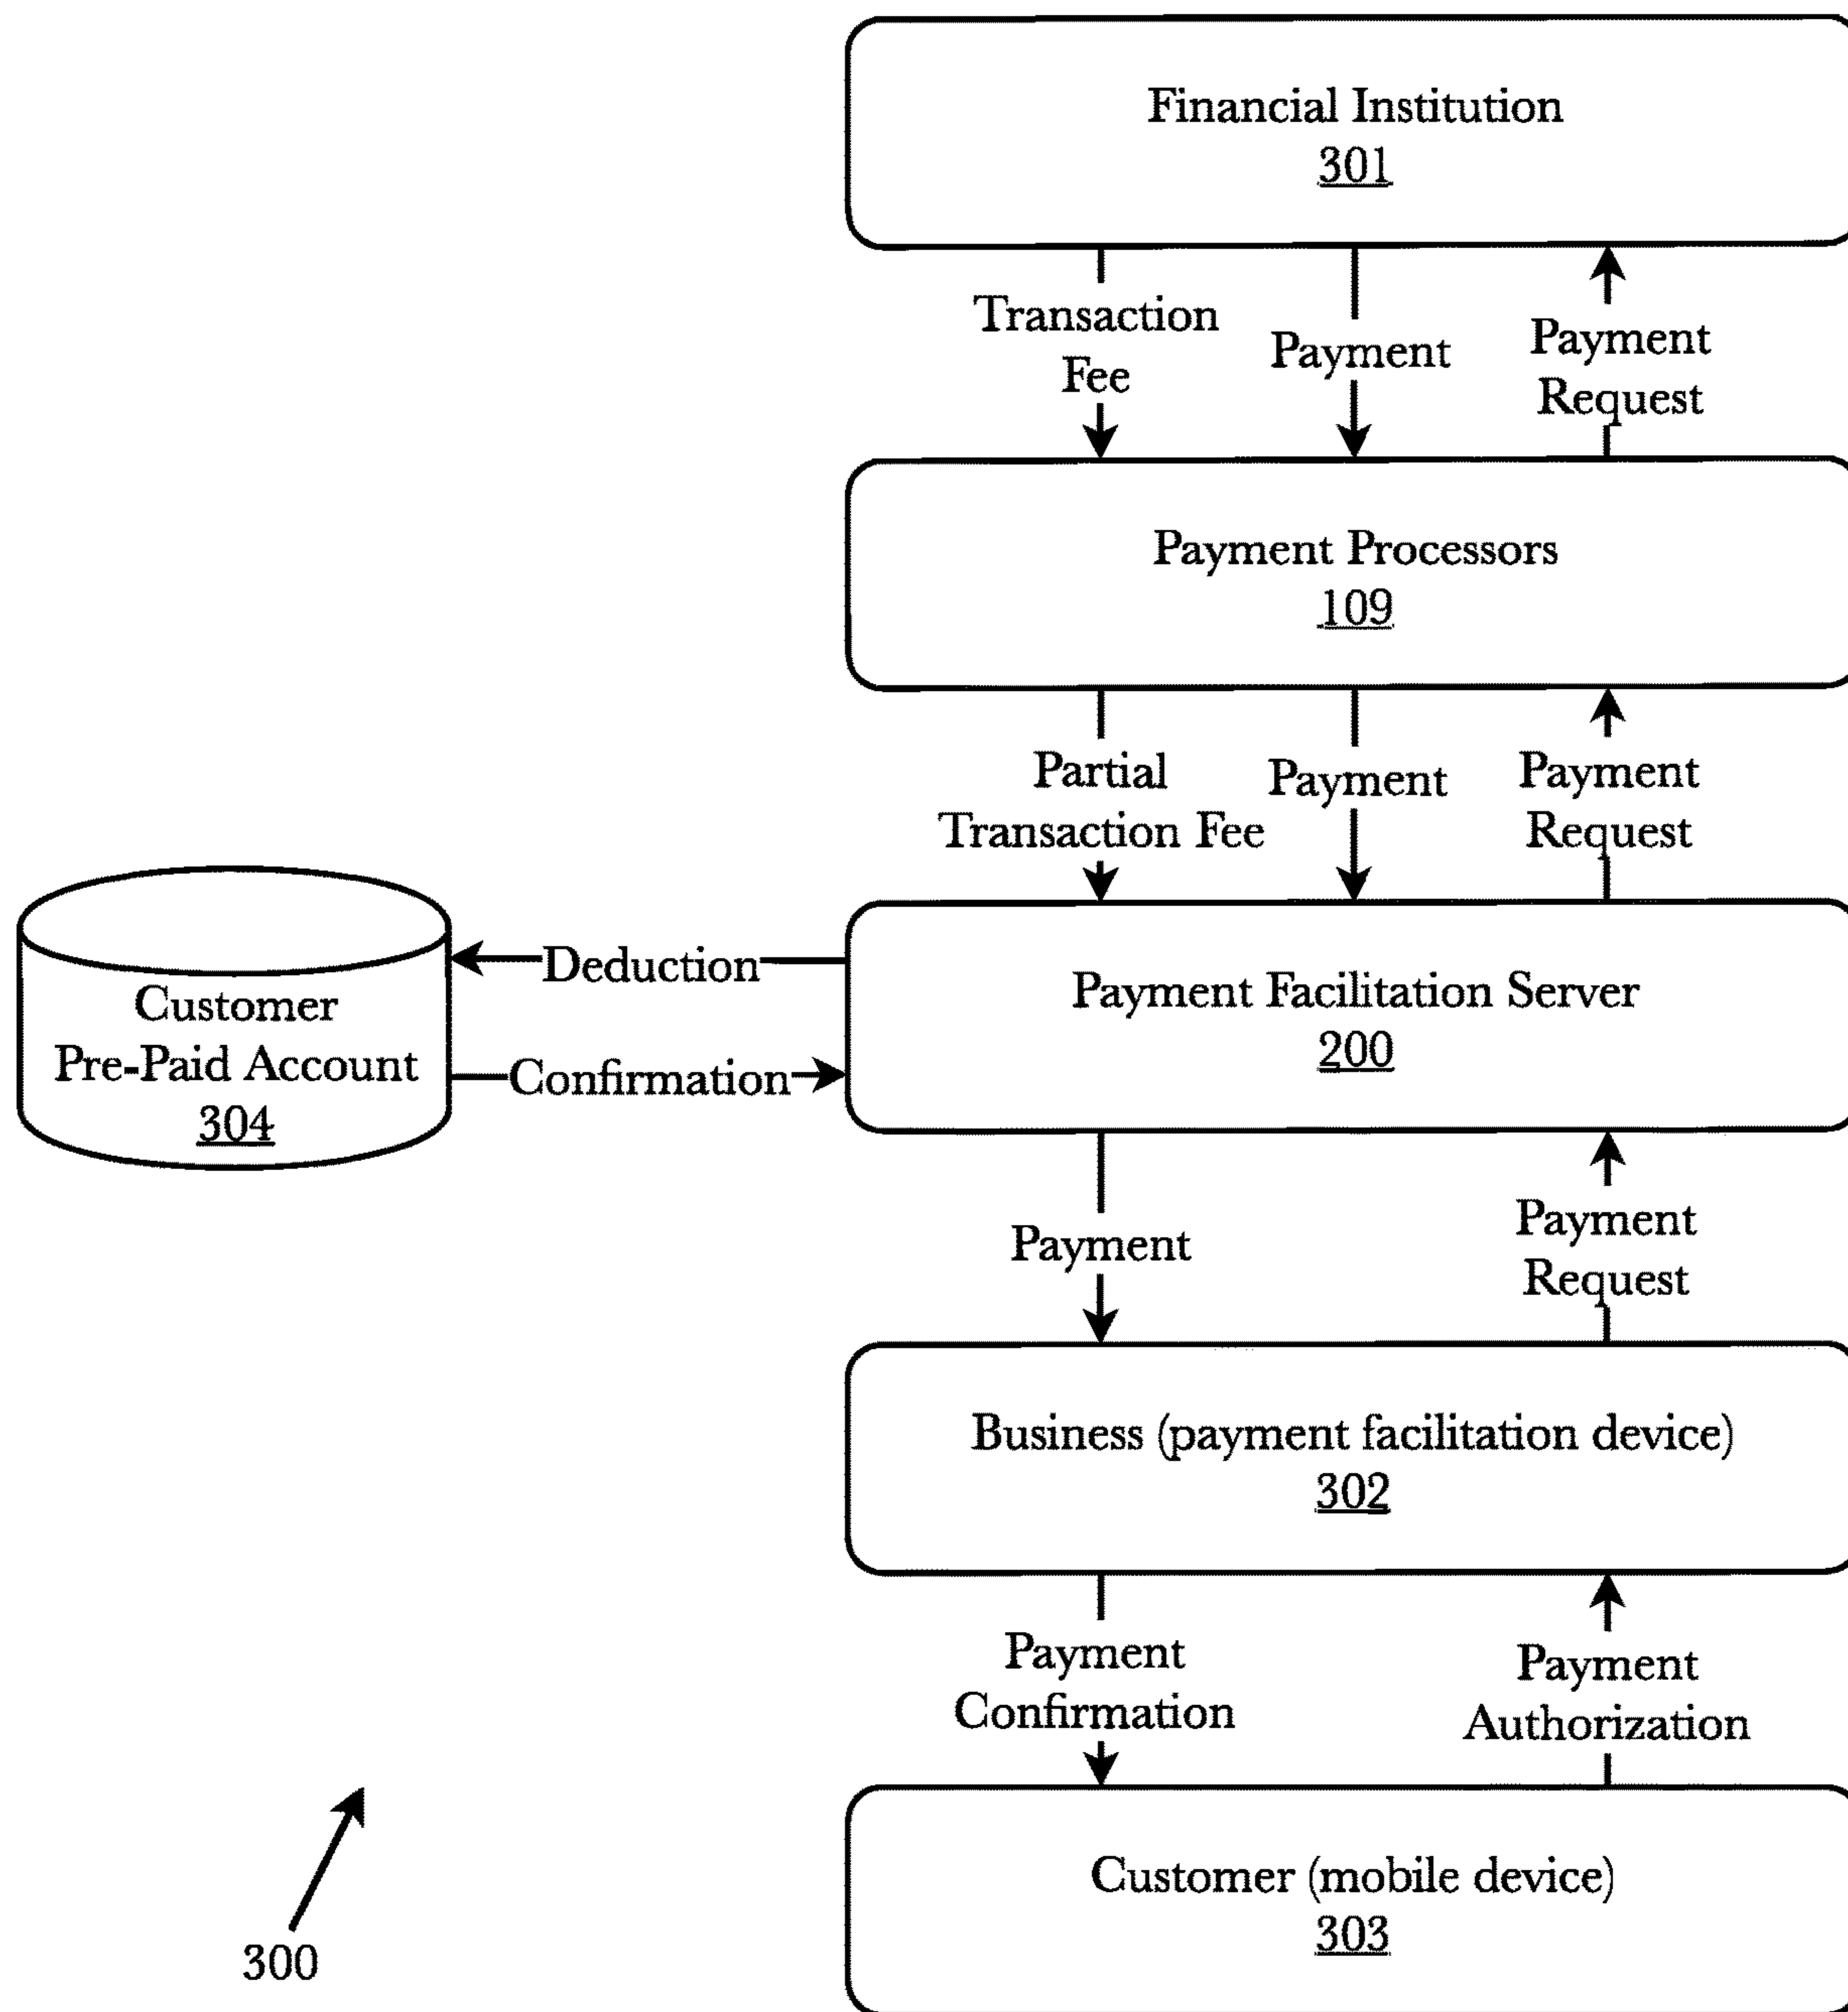 Financial Institution
301
Transaction
Fee
Payment
Payment
Request
Payment Processors
109
Partial
Transaction Fee
Payment
Payment
Request
Customer
Pre-Paid Account
304
Deduction
Confirmation
Payment Facilitation Server
200
Payment
Payment
Request
Business (payment facilitation device)
302
Payment
Confirmation
Payment
Authorization
Customer (mobile device)
303
300